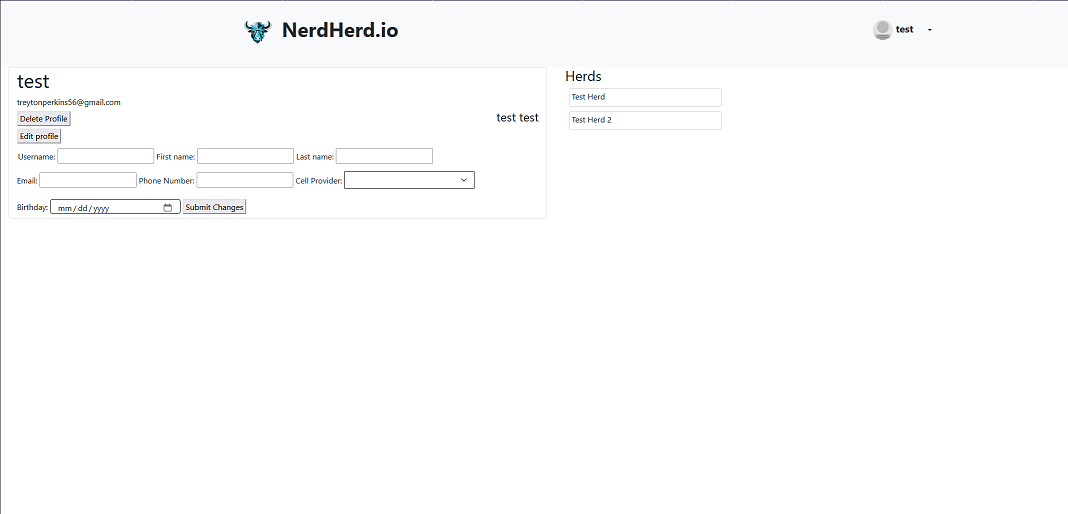 NerdHerd.io
test
test
treytonperkins56@gmail.com
Delete Profile
test test
Edit profile
Username: First name: Last name:
Email: Phone Number: Cell Provider:
Birthday: mm/dd/yyyy Submit Changes
Herds
Test Herd
Test Herd 2